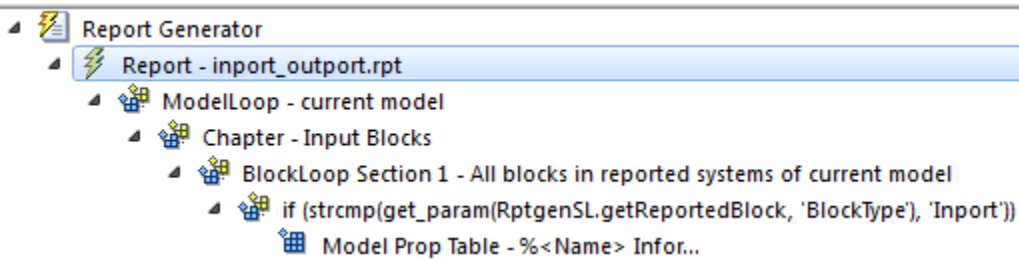 Report Generator
Report - inport_outport.rpt
ModelLoop - current model
Chapter - Input Blocks
BlockLoop Section 1 - All blocks in reported systems of current model
if (strcmp(get_param(RptgenSL.getReportedBlock, 'BlockType'), 'Inport'))
Model Prop Table - %<Name> Infor...